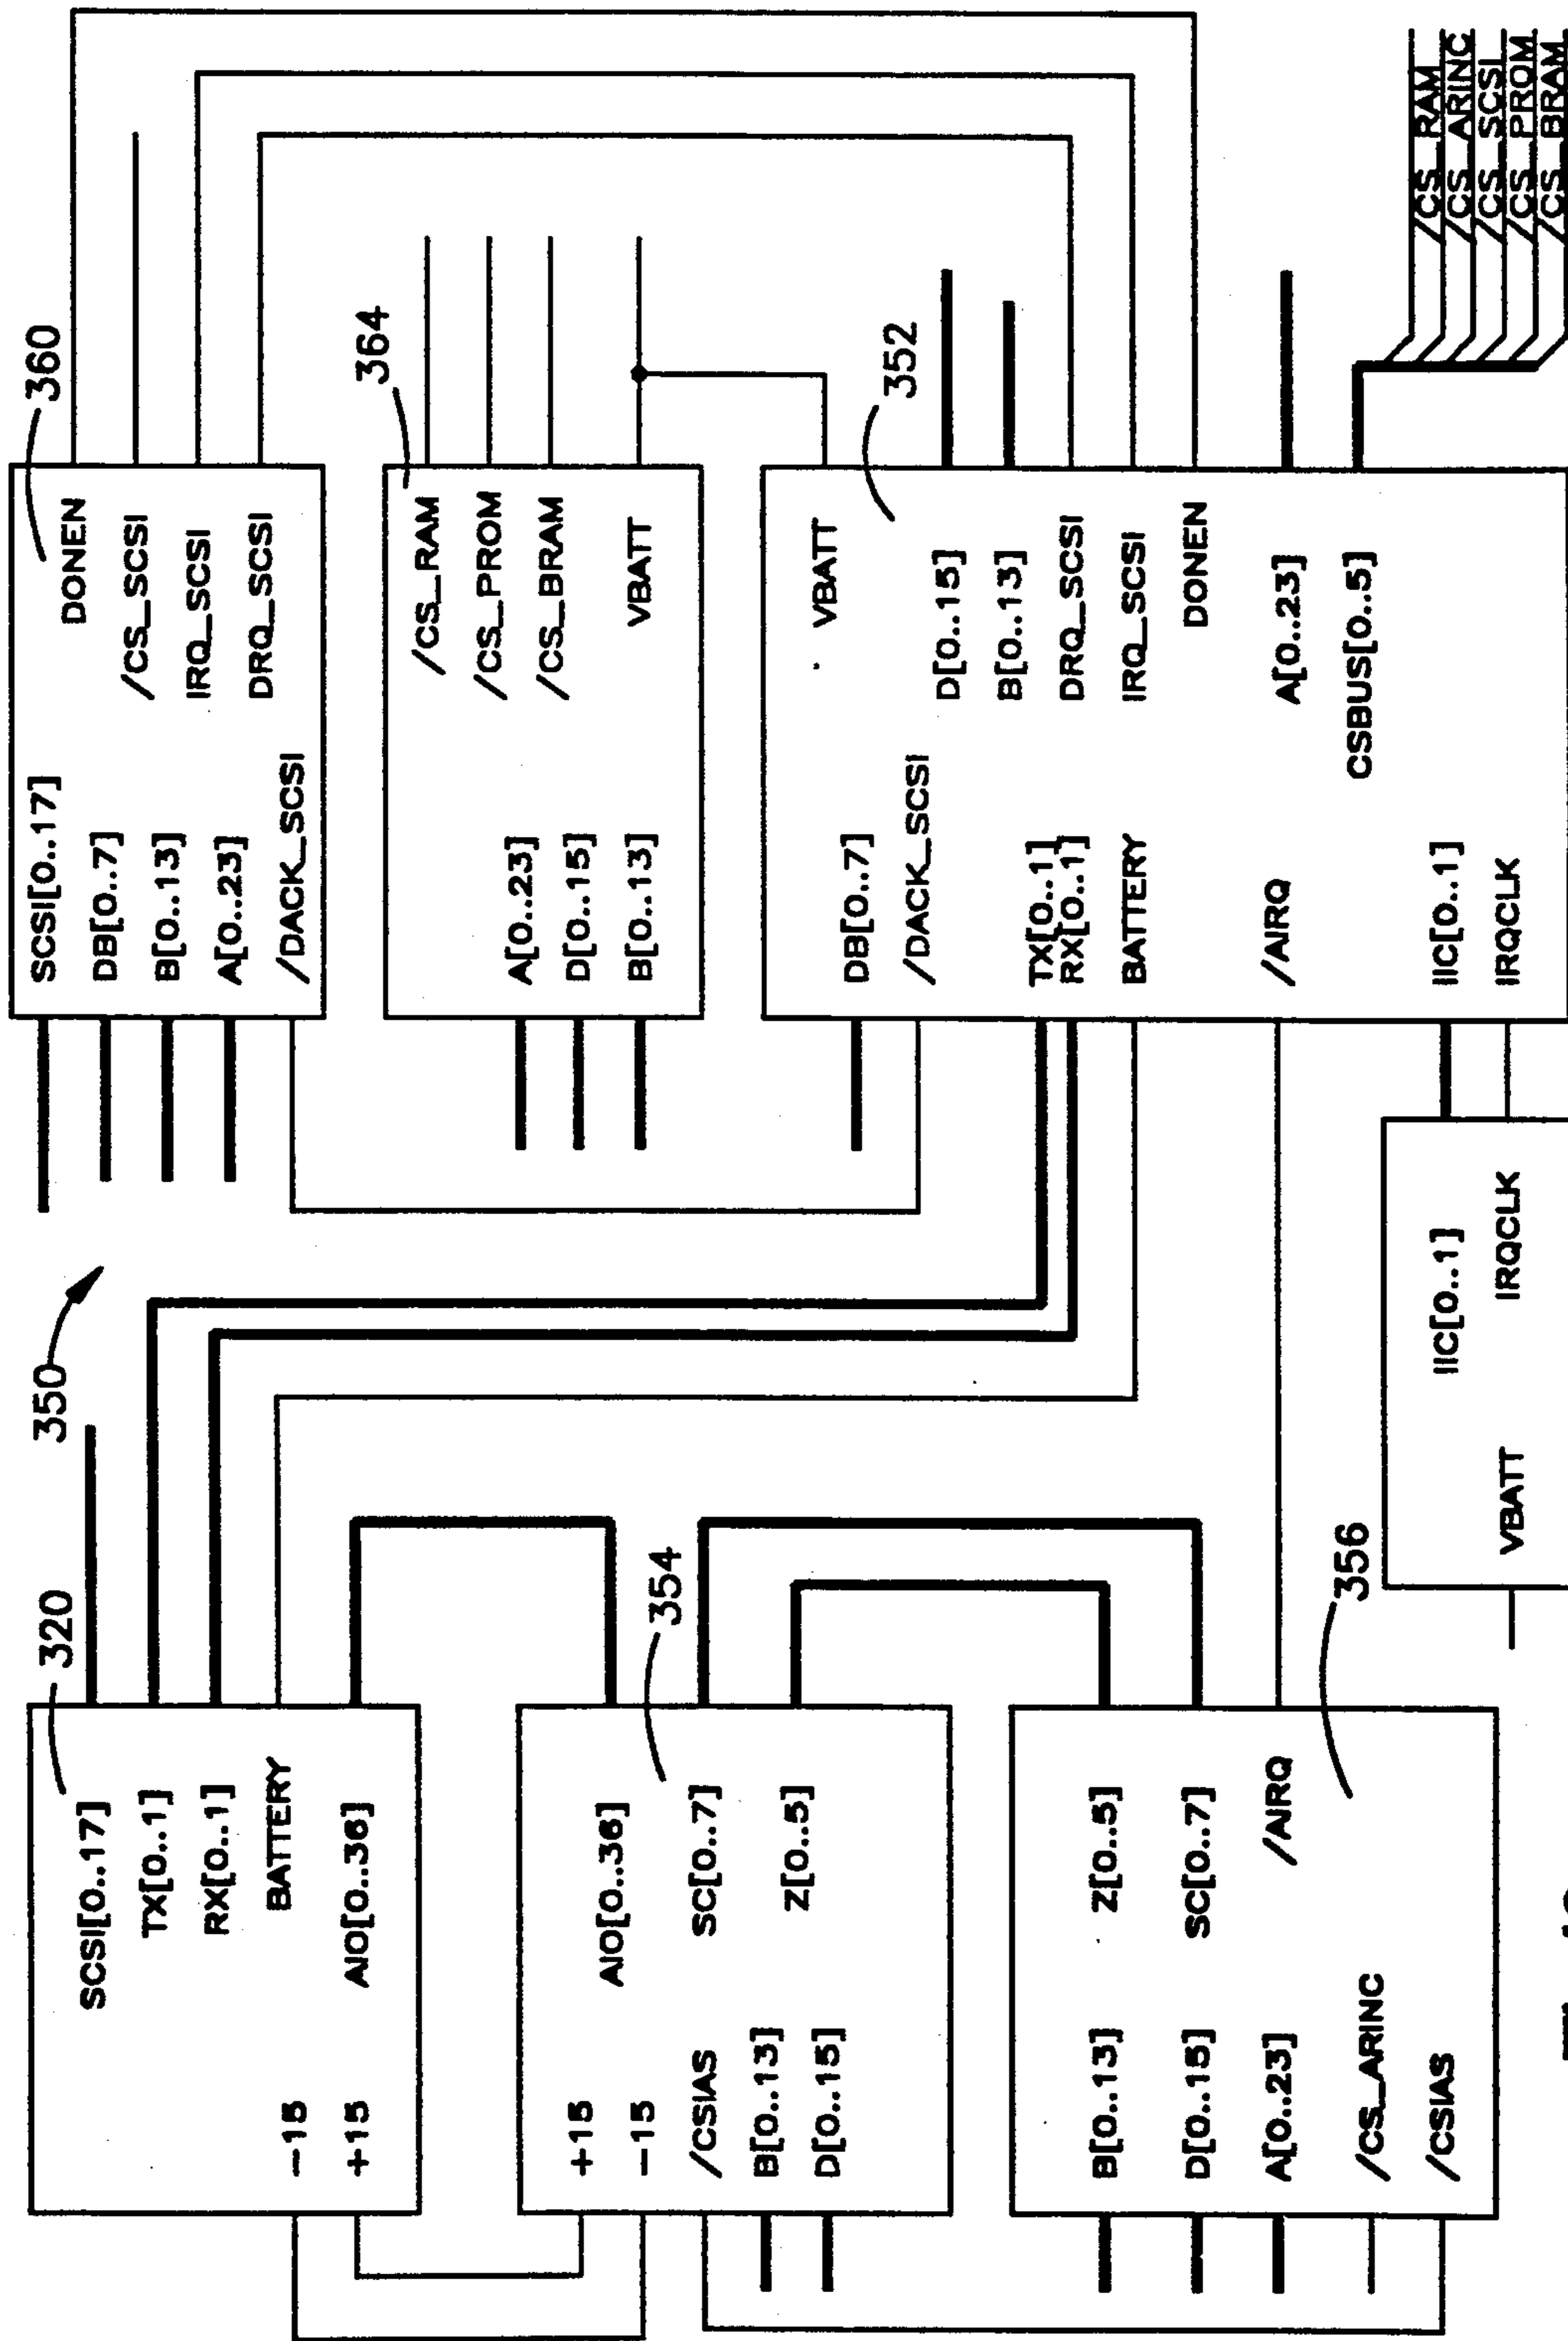 350
320
SCSI[0..17]
TX[0..1]
RX[0..1]
BATTERY
AIO[0..36]
-15
+15
354
AIO[0..36]
SC[0..7]
Z[0..5]
+15
-15
/CSIAS
B[0..13]
D[0..15]
356
Z[0..5]
SC[0..7]
/AIRQ
B[0..13]
D[0..15]
A[0..23]
/CS_ARINC
/CSIAS
360
SCSI[0..17]
DB[0..7]
B[0..13]
A[0..23]
/DACK_SCSI
DONEN
/CS_SCSI
IRQ_SCSI
DRQ_SCSI
364
A[0..23]
D[0..15]
B[0..13]
/CS_RAM
/CS_PROM
/CS_BRAM
VBATT
352
DB[0..7]
/DACK_SCSI
TX[0..1]
RX[0..1]
BATTERY
/AIRQ
IIC[0..1]
IRQCLK
VBATT
D[0..15]
B[0..13]
DRQ_SCSI
IRQ_SCSI
DONEN
A[0..23]
CSBUS[0..5]
VBATT
IIC[0..1]
IRQCLK
/CS_RAM
/CS_ARINC
/CS_SCSI
/CS_PROM
/CS_BRAM